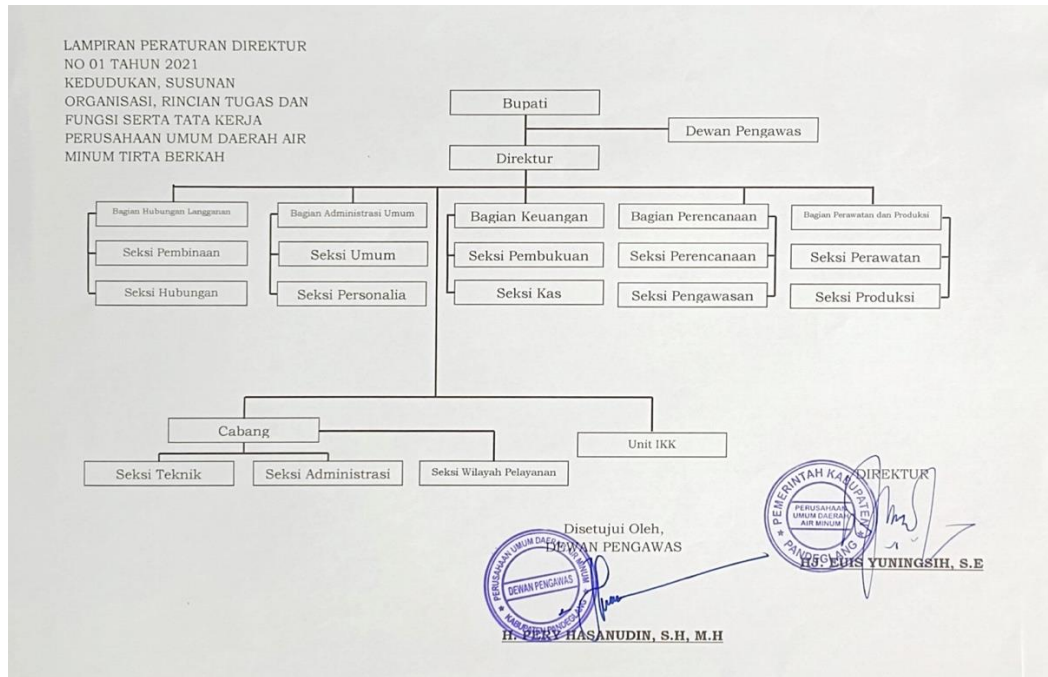 LAMPIRAN PERATURAN DIREKTUR
NO 01 TAHUN 2021
KEDUDUKAN, SUSUNAN
ORGANISASI, RINCIAN TUGAS DAN
FUNGSI SERTA TATA KERJA
PERUSAHAAN UMUM DAERAH AIR
MINUM TIRTA BERKAH
Bupati
Dewan Pengawas
Direktur
Bagian Hubungan Langganan
Seksi Pembinaan
Seksi Hubungan
Bagian Administrasi Umum
Seksi Umum
Seksi Personalia
Bagian Keuangan
Seksi Pembukuan
Seksi Kas
Bagian Perencanaan
Seksi Perencanaan
Seksi Pengawasan
Bagian Perawatan dan Produksi
Seksi Perawatan
Seksi Produksi
Cabang
Unit IKK
Seksi Teknik
Seksi Administrasi
Seksi Wilayah Pelayanan
DIREKTUR
PEMERINTAH KABUPATEN
PERUSAHAAN
UMUM DAERAH
AIR MINUM
PANDEGLANG
HJ. EUIS YUNINGSIH, S.E
Disetujui Oleh,
DEWAN PENGAWAS
PERUSAHAAN UMUM DAERAH AIR MINUM
DEWAN PENGAWAS
KABUPATEN PANDEGLANG
H. PERY HASANUDIN, S.H, M.H